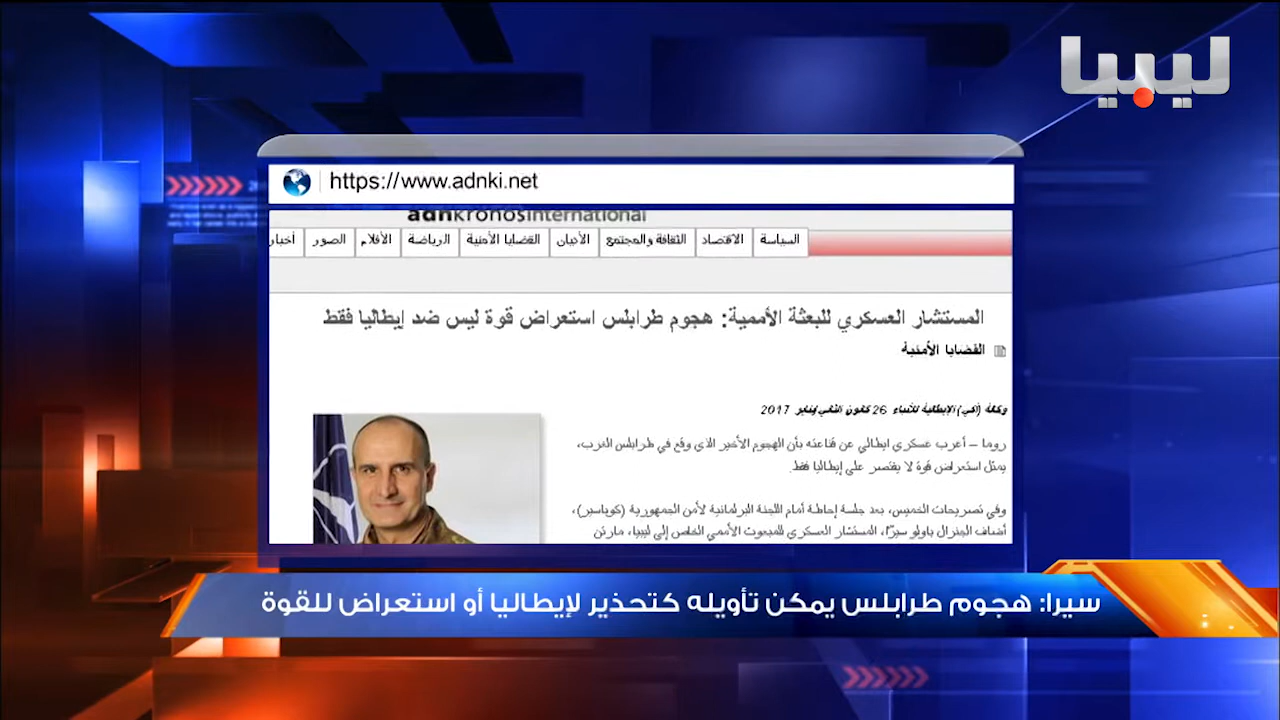 ليبيا
https://www.adnki.net
adnkronosinternational
السياسة الاقتصاد الثقافة والمجتمع الأديان القضايا الأمنية الرياضة الأفلام الصور أخبار
المستشار العسكري للبعثة الأممية: هجوم طرابلس استعراض قوة ليس ضد إيطاليا فقط
القضايا الأمنية
وكالة (آكي) الإيطالية للأنباء 26 كانون الثاني/يناير 2017
روما – أعرب عسكري ايطالي عن قناعته بأن الهجوم الأخير الذي وقع في طرابلس الغرب،
يمثل استعراض قوة لا يقتصر على إيطاليا فقط.
وفي تصريحات الخميس، بعد جلسة إحاطة أمام اللجنة البرلمانية لأمن الجمهورية (كوباسير)،
أضاف الجنرال باولو سيرّا، المستشار العسكري للمبعوث الأممي الخاص إلى ليبيا، مارتن
سيرا: هجوم طرابلس يمكن تأويله كتحذير لإيطاليا أو استعراض للقوة